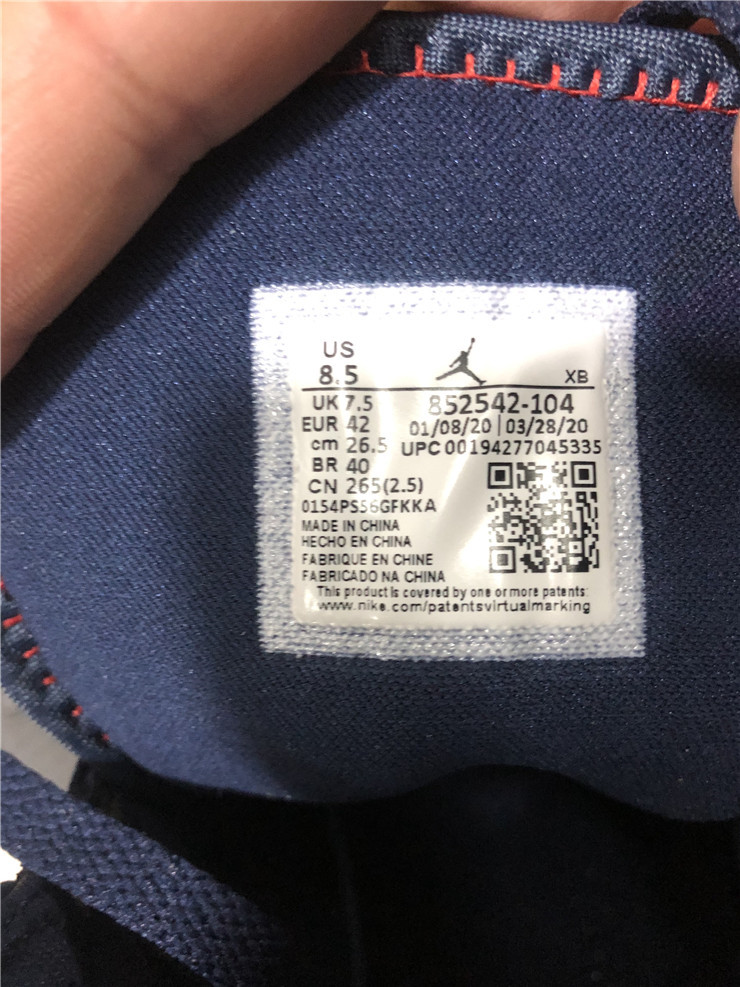 US
8.5 XB
UK 7.5 852542-104
EUR 42 01/08/20 | 03/28/20
cm 26.5 UPC 00194277045335
BR 40
CN 265(2.5)
0154PS56GFKKA
MADE IN CHINA
HECHO EN CHINA
FABRIQUE EN CHINE
FABRICADO NA CHINA
This product is covered by one or more patents:
www.nike.com/patentsvirtualmarking